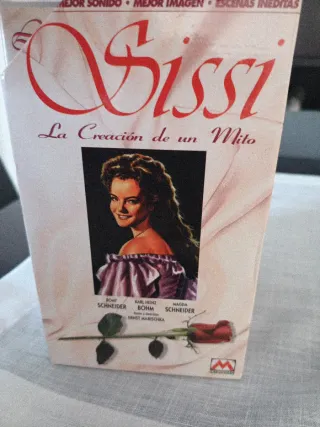 MEJOR SONIDO • MEJOR IMAGEN • ESCENAS INEDITAS
Sissi
La Creación de un Mito
ROMY SCHNEIDER
KARL HEINZ BÖHM
MAGDA SCHNEIDER
ERNST MARISCHKA